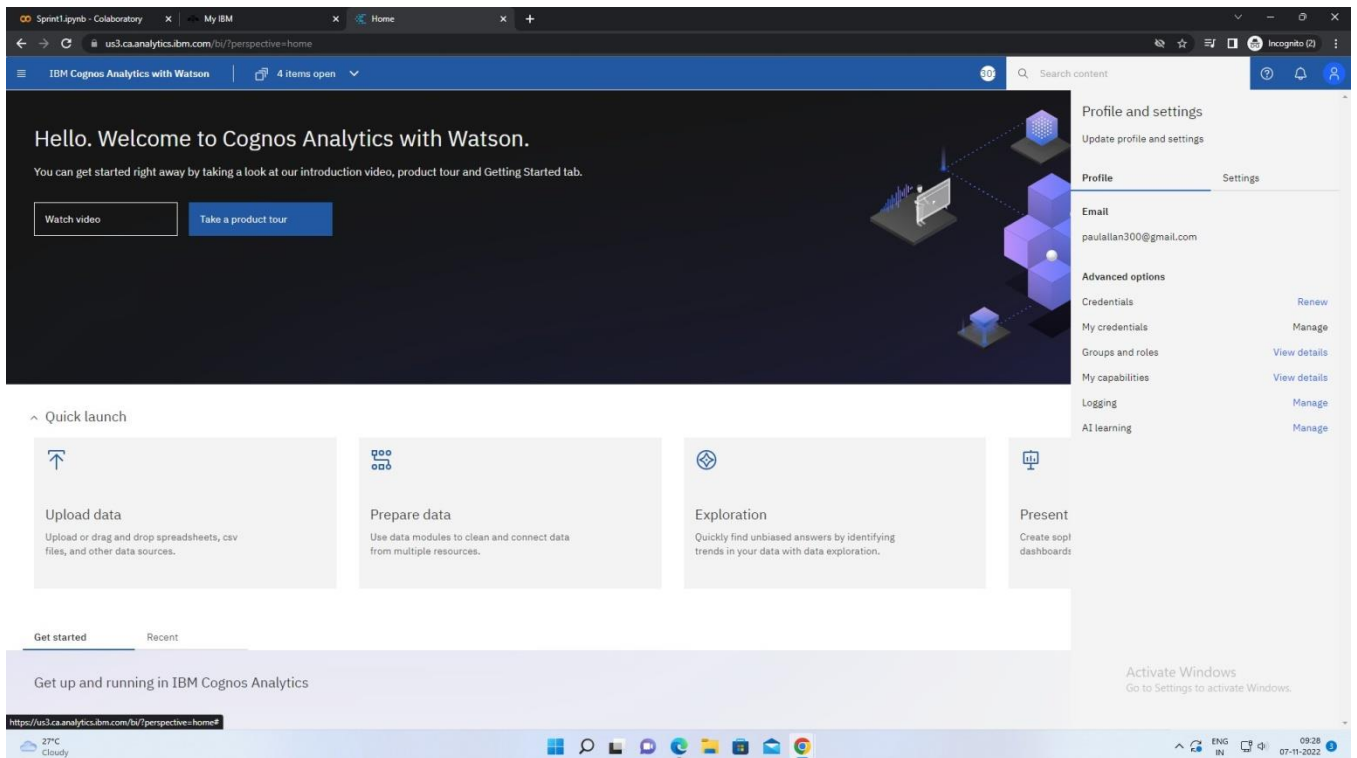 Sprint1.ipynb - Colaboratory
My IBM
Home
us3.ca.analytics.ibm.com/bi/?perspective=home
Incognito (2)
IBM Cognos Analytics with Watson
4 items open
Search content
Hello. Welcome to Cognos Analytics with Watson.
You can get started right away by taking a look at our introduction video, product tour and Getting Started tab.
Watch video
Take a product tour
Profile and settings
Update profile and settings
Profile Settings
Email
paulallan300@gmail.com
Advanced options
Credentials Renew
My credentials Manage
Groups and roles View details
My capabilities View details
Logging Manage
AI learning Manage
Quick launch
Upload data
Upload or drag and drop spreadsheets, csv
files, and other data sources.
Prepare data
Use data modules to clean and connect data
from multiple resources.
Exploration
Quickly find unbiased answers by identifying
trends in your data with data exploration.
Present
Create soph
dashboards
Get started Recent
Get up and running in IBM Cognos Analytics
Activate Windows
Go to Settings to activate Windows.
https://us3.ca.analytics.ibm.com/bi/?perspective=home#
27°C
Cloudy
ENG
IN
09:28
07-11-2022
3